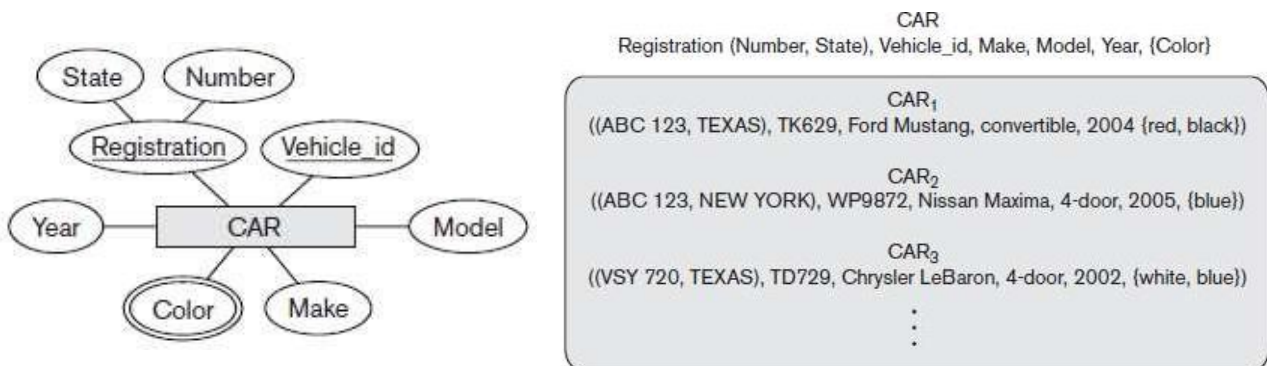 State
Number
Registration
Vehicle_id
Year
CAR
Model
Color
Make
CAR
Registration (Number, State), Vehicle_id, Make, Model, Year, {Color}
CAR₁
((ABC 123, TEXAS), TK629, Ford Mustang, convertible, 2004 {red, black})
CAR₂
((ABC 123, NEW YORK), WP9872, Nissan Maxima, 4-door, 2005, {blue})
CAR₃
((VSY 720, TEXAS), TD729, Chrysler LeBaron, 4-door, 2002, {white, blue})